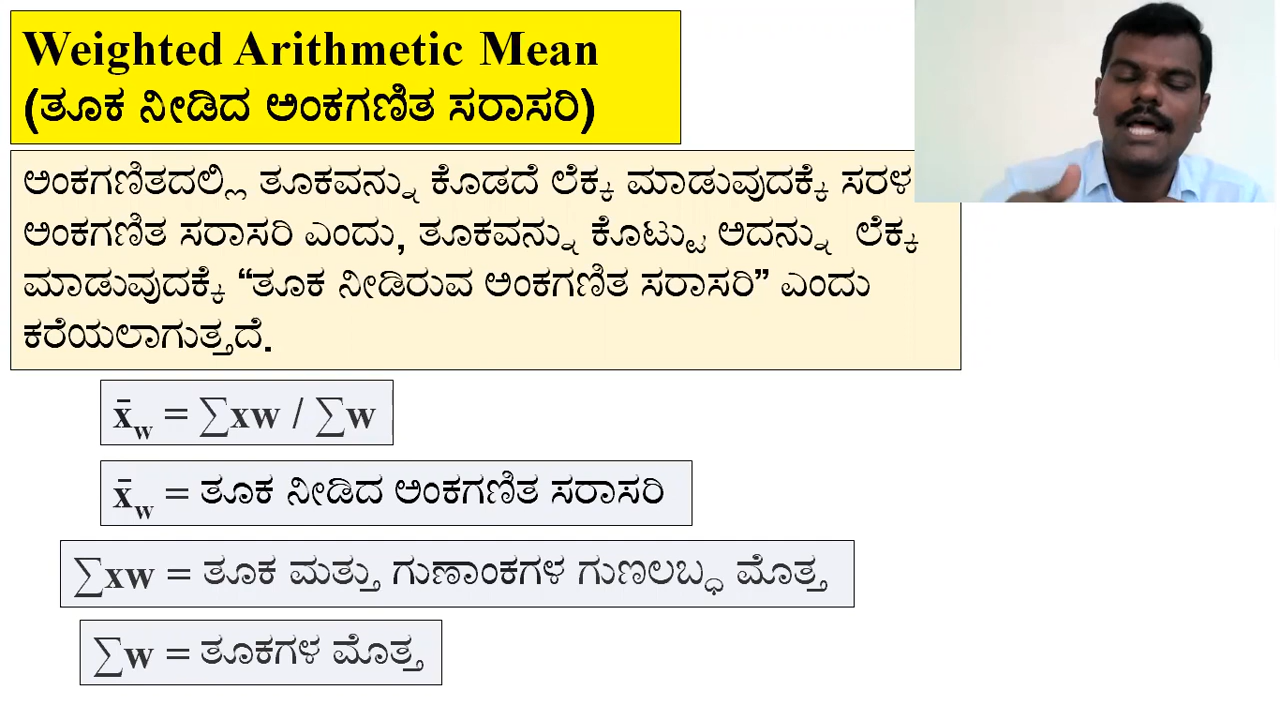 Weighted Arithmetic Mean
(ತೂಕ ನೀಡಿದ ಅಂಕಗಣಿತ ಸರಾಸರಿ)
ಅಂಕಗಣಿತದಲ್ಲಿ ತೂಕವನ್ನು ಕೊಡದೆ ಲೆಕ್ಕ ಮಾಡುವುದಕ್ಕೆ ಸರಳ
ಅಂಕಗಣಿತ ಸರಾಸರಿ ಎಂದು, ತೂಕವನ್ನು ಕೊಟ್ಟು ಅದನ್ನು ಲೆಕ್ಕ
ಮಾಡುವುದಕ್ಕೆ “ತೂಕ ನೀಡಿರುವ ಅಂಕಗಣಿತ ಸರಾಸರಿ” ಎಂದು
ಕರೆಯಲಾಗುತ್ತದೆ.
x̄w = ∑xw / ∑w
x̄w = ತೂಕ ನೀಡಿದ ಅಂಕಗಣಿತ ಸರಾಸರಿ
∑xw = ತೂಕ ಮತ್ತು ಗುಣಾಂಕಗಳ ಗುಣಲಬ್ಧ ಮೊತ್ತ
∑w = ತೂಕಗಳ ಮೊತ್ತ